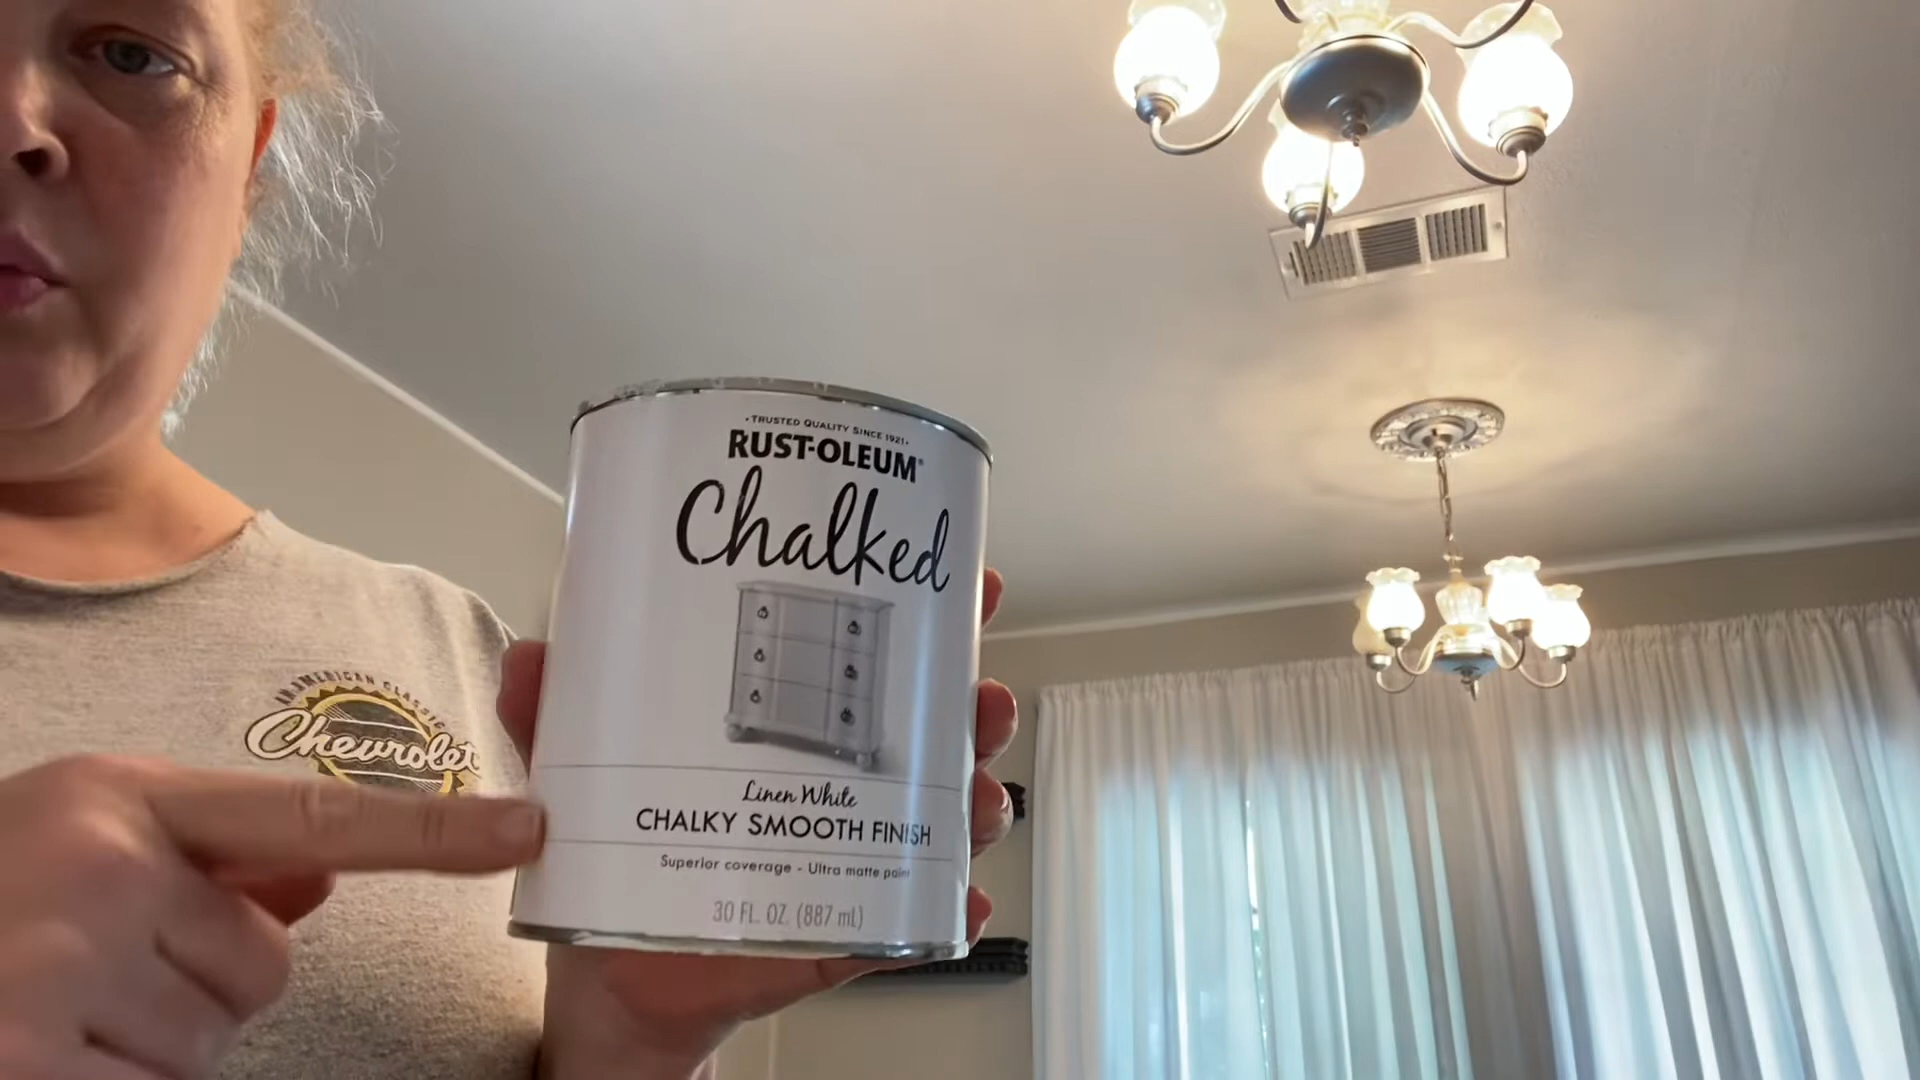 • TRUSTED QUALITY SINCE 1921 •
RUST-OLEUM®
Chalked
Linen White
CHALKY SMOOTH FINISH
Superior coverage - Ultra matte paint
30 FL. OZ. (887 mL)
AN AMERICAN CLASSIC
Chevrolet